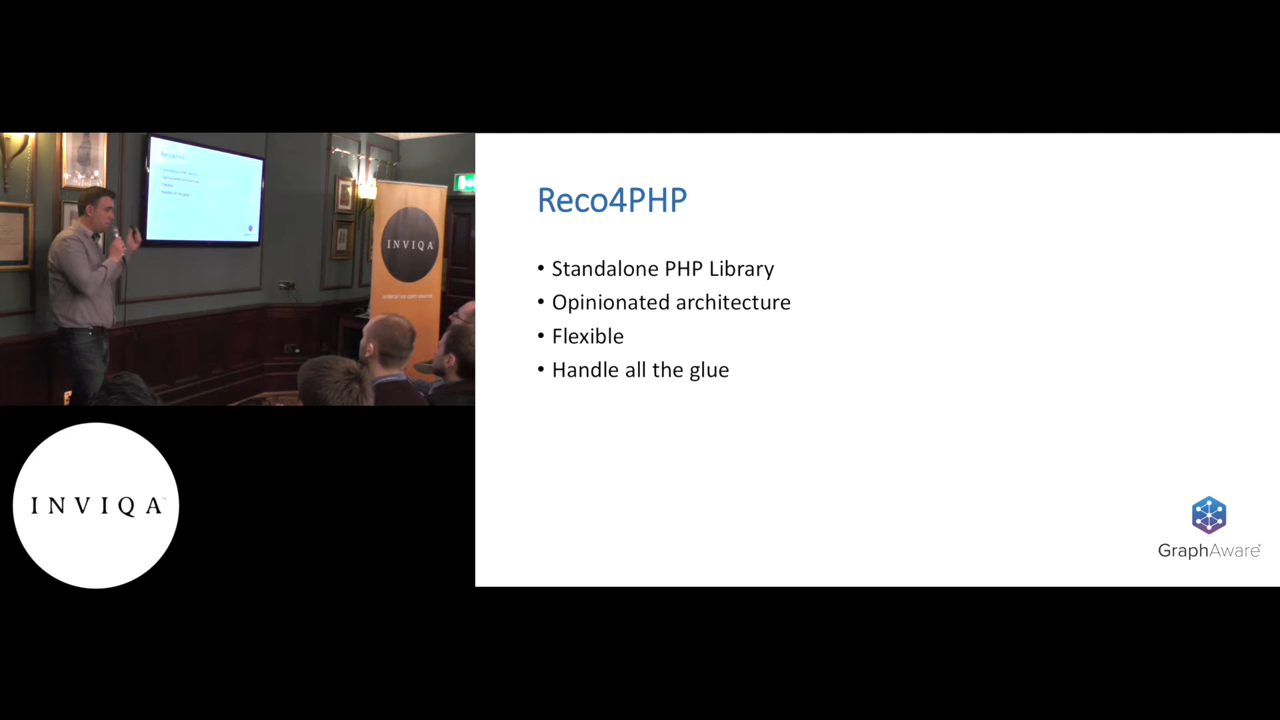 INVIQA
INVIQA
Reco4PHP
• Standalone PHP Library
• Opinionated architecture
• Flexible
• Handle all the glue
GraphAware